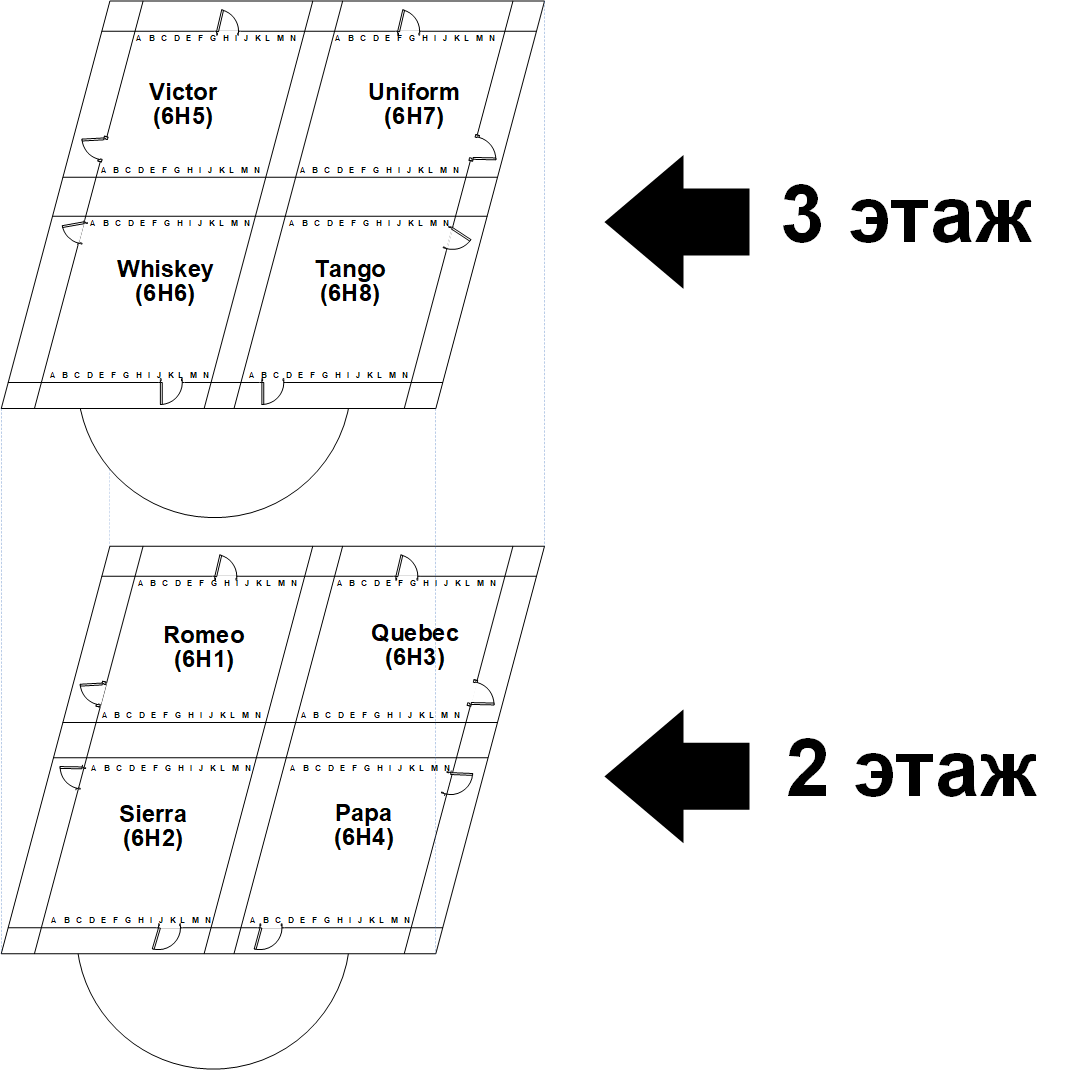 A B C D E F G H I J K L M N
A B C D E F G H I J K L M N
Victor
(6H5)
Uniform
(6H7)
A B C D E F G H I J K L M N
A B C D E F G H I J K L M N
3 этаж
A B C D E F G H I J K L M N
A B C D E F G H I J K L M N
Whiskey
(6H6)
Tango
(6H8)
A B C D E F G H I J K L M N
A B C D E F G H I J K L M N
A B C D E F G H I J K L M N
A B C D E F G H I J K L M N
Romeo
(6H1)
Quebec
(6H3)
A B C D E F G H I J K L M N
A B C D E F G H I J K L M N
2 этаж
A B C D E F G H I J K L M N
A B C D E F G H I J K L M N
Sierra
(6H2)
Papa
(6H4)
A B C D E F G H I J K L M N
A B C D E F G H I J K L M N